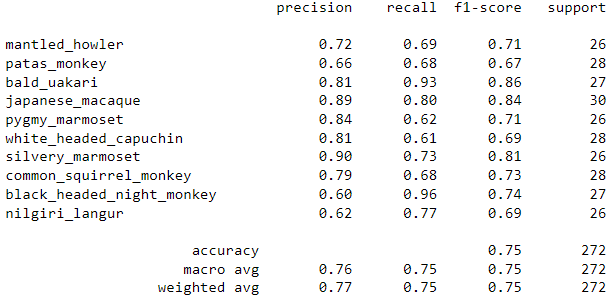 precision recall f1-score support
mantled_howler 0.72 0.69 0.71 26
patas_monkey 0.66 0.68 0.67 28
bald_uakari 0.81 0.93 0.86 27
japanese_macaque 0.89 0.80 0.84 30
pygmy_marmoset 0.84 0.62 0.71 26
white_headed_capuchin 0.81 0.61 0.69 28
silvery_marmoset 0.90 0.73 0.81 26
common_squirrel_monkey 0.79 0.68 0.73 28
black_headed_night_monkey 0.60 0.96 0.74 27
nilgiri_langur 0.62 0.77 0.69 26
accuracy 0.75 272
macro avg 0.76 0.75 0.75 272
weighted avg 0.77 0.75 0.75 272